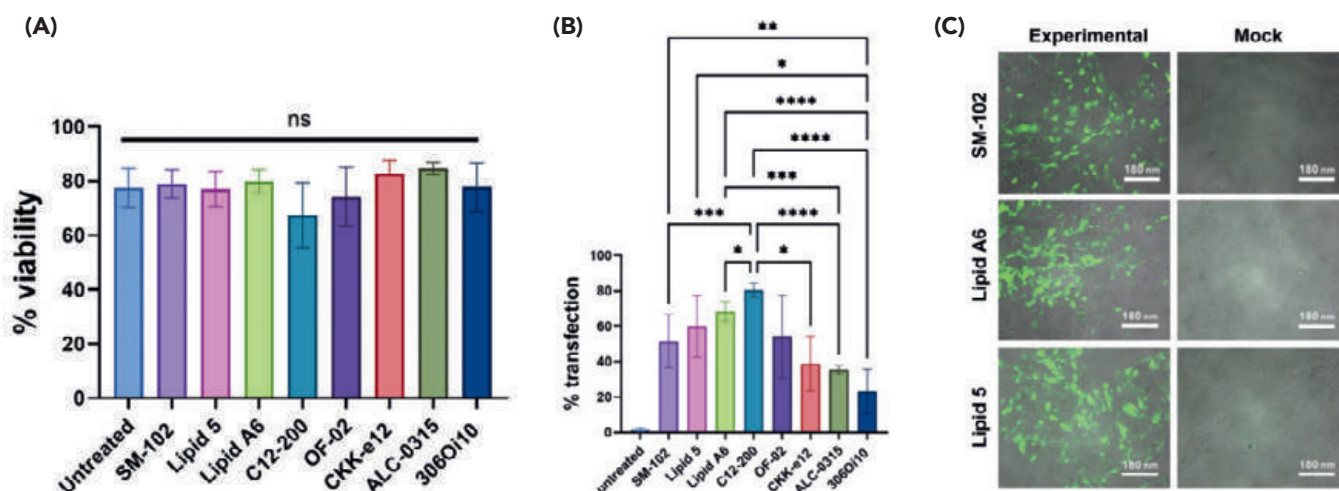 (A)
ns
% viability
100
80
60
40
20
0
Untreated
SM-102
Lipid 5
Lipid A6
C12-200
OF-02
CKK-e12
ALC-0315
306Oi10
(B)
**
*
****
****
***
*** ****
* *
% transfection
100
80
60
40
20
0
untreated
SM-102
Lipid 5
Lipid A6
C12-200
OF-02
CKK-e12
ALC-0315
306Oi10
(C)
Experimental Mock
SM-102
180 nm 180 nm
Lipid A6
180 nm 180 nm
Lipid 5
180 nm 180 nm